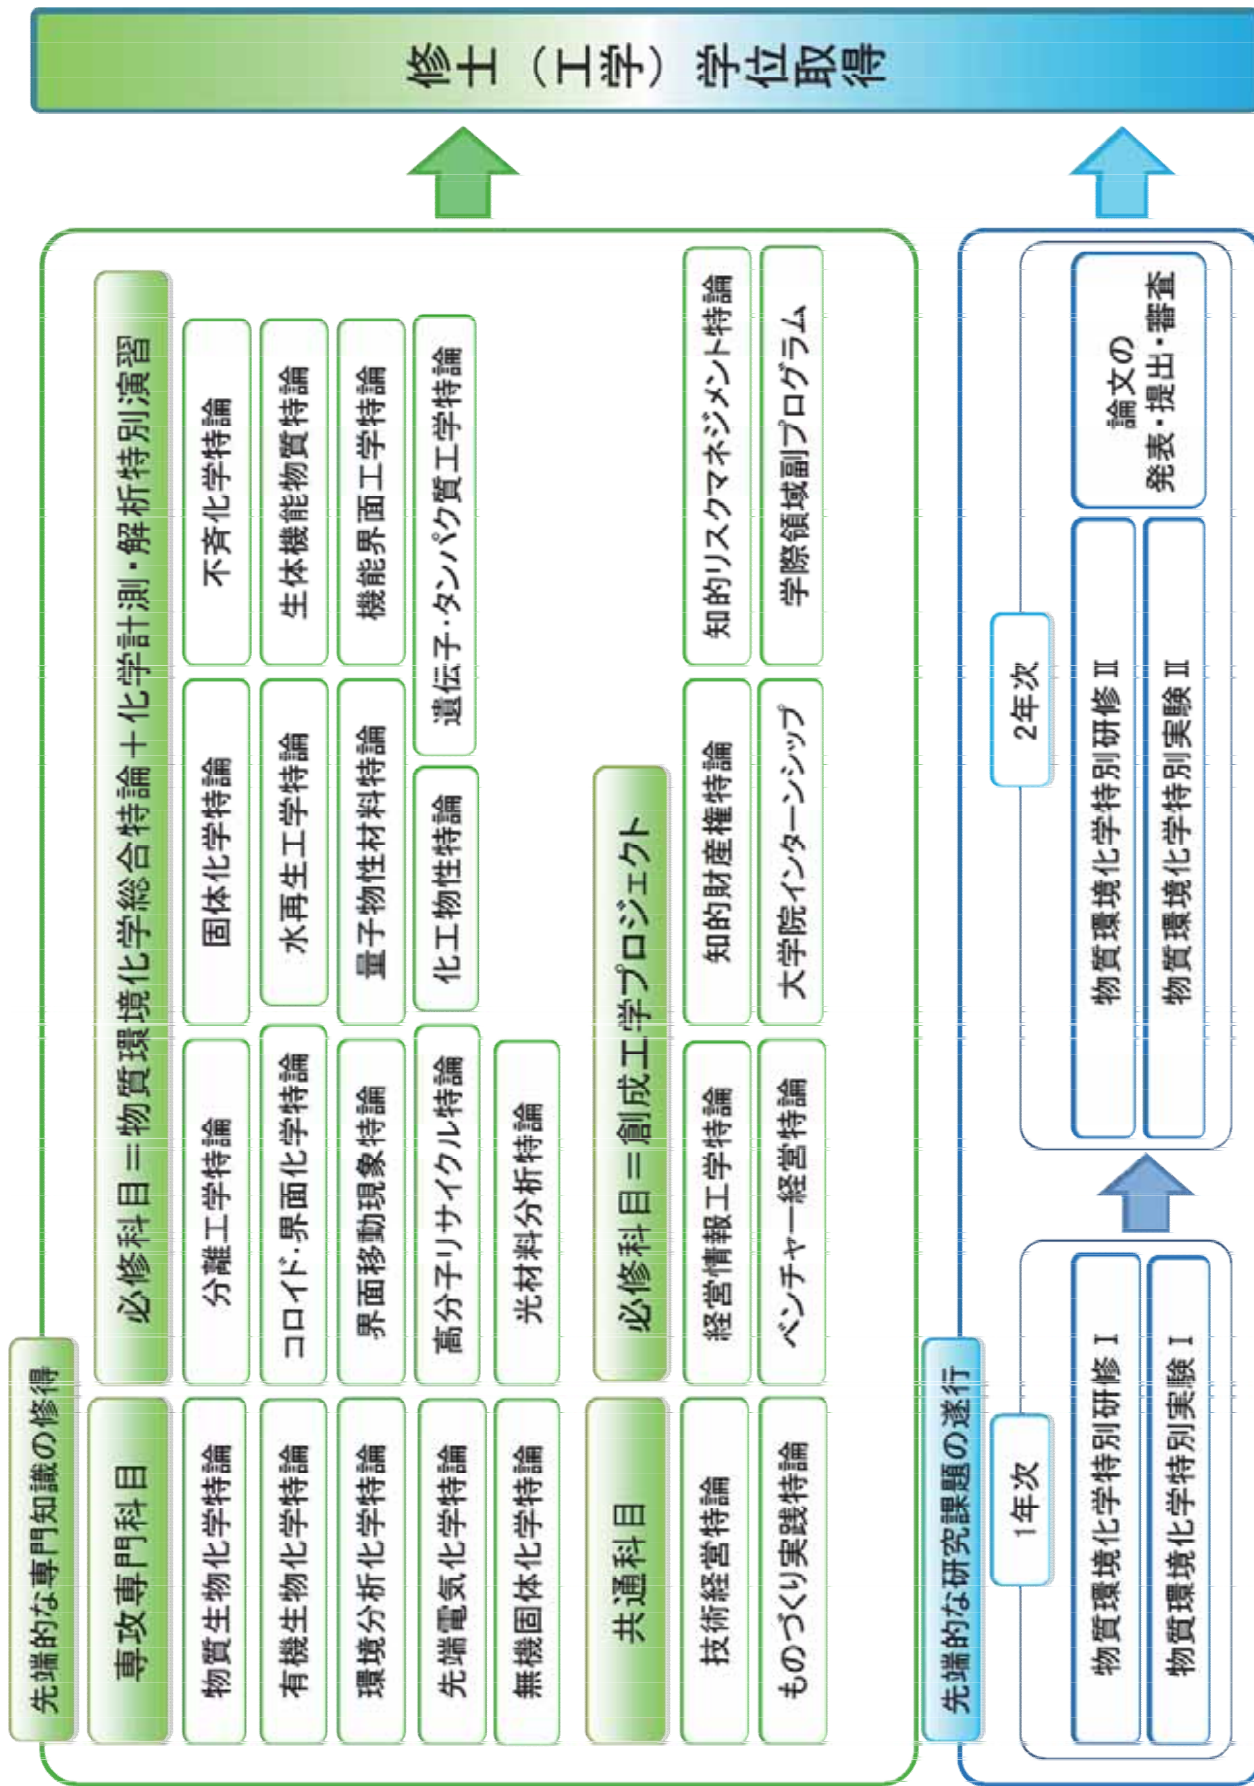 先端的な専門知識の修得
専攻専門科目
必修科目＝物質環境化学総合特論＋化学計測・解析特別演習
物質生物化学特論
分離工学特論
固体化学特論
不斉化学特論
有機生物化学特論
コロイド・界面化学特論
水再生工学特論
生体機能物質特論
環境分析化学特論
界面移動現象特論
量子物性材料特論
機能界面工学特論
先端電気化学特論
高分子リサイクル特論
化工物性特論
遺伝子・タンパク質工学特論
無機固体化学特論
光材料分析特論
共通科目
必修科目＝創成工学プロジェクト
技術経営特論
経営情報工学特論
知的財産権特論
知的リスクマネジメント特論
ものづくり実践特論
ベンチャー経営特論
大学院インターンシップ
学際領域副プログラム
先端的な研究課題の遂行
1年次
物質環境化学特別研修Ⅰ
物質環境化学特別実験Ⅰ
2年次
物質環境化学特別研修Ⅱ
物質環境化学特別実験Ⅱ
論文の
発表・提出・審査
修士（工学）学位取得